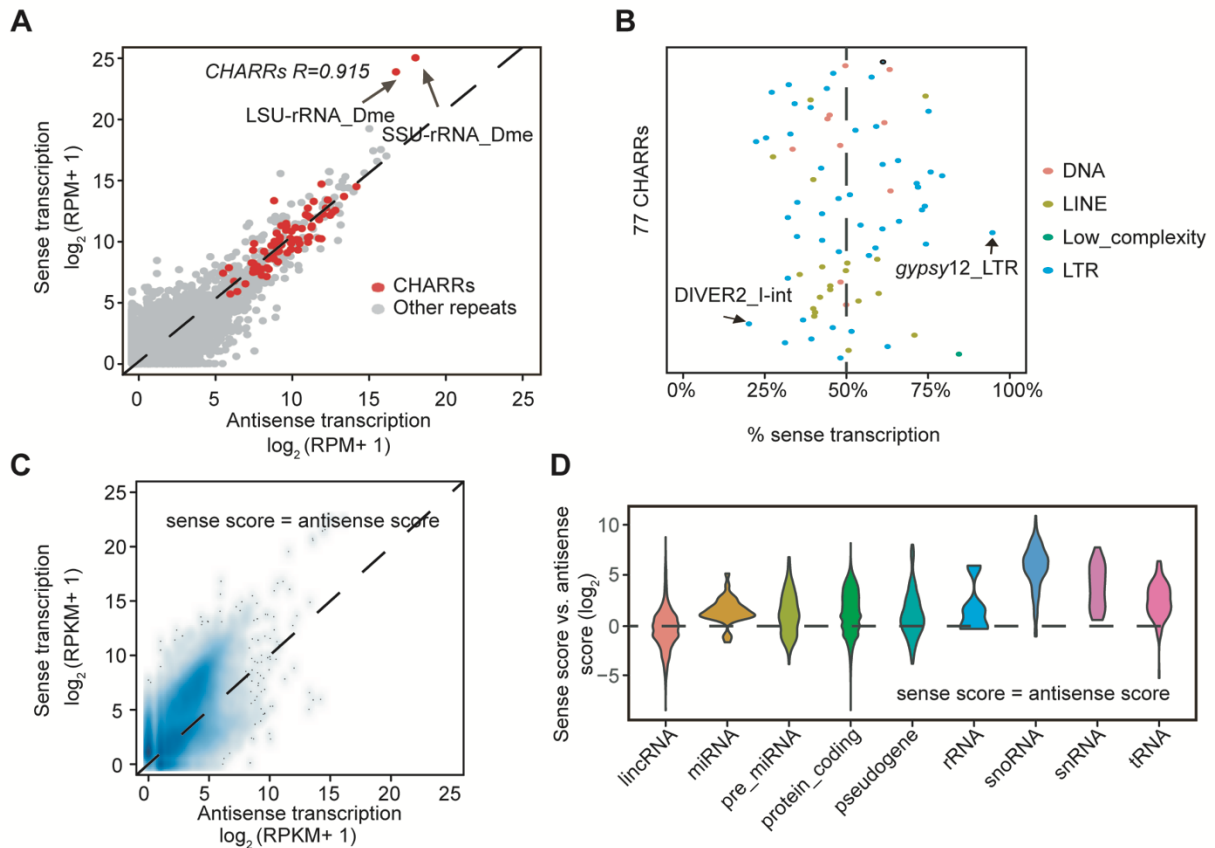 A
Sense transcription
log2 (RPM+ 1)
25
20
15
10
5
0
CHARRs R=0.915
LSU-rRNA_Dme
SSU-rRNA_Dme
CHARRs
Other repeats
0 5 10 15 20 25
Antisense transcription
log2 (RPM+ 1)
B
77 CHARRs
gypsy12_LTR
DIVER2_I-int
0% 25% 50% 75% 100%
% sense transcription
DNA
LINE
Low_complexity
LTR
C
Sense transcription
log2 (RPKM+ 1)
25
20
15
10
5
0
sense score = antisense score
0 5 10 15 20 25
Antisense transcription
log2 (RPKM+ 1)
D
Sense score vs. antisense
score (log2)
10
5
0
−5
sense score = antisense score
lincRNA
miRNA
pre_miRNA
protein_coding
pseudogene
rRNA
snoRNA
snRNA
tRNA